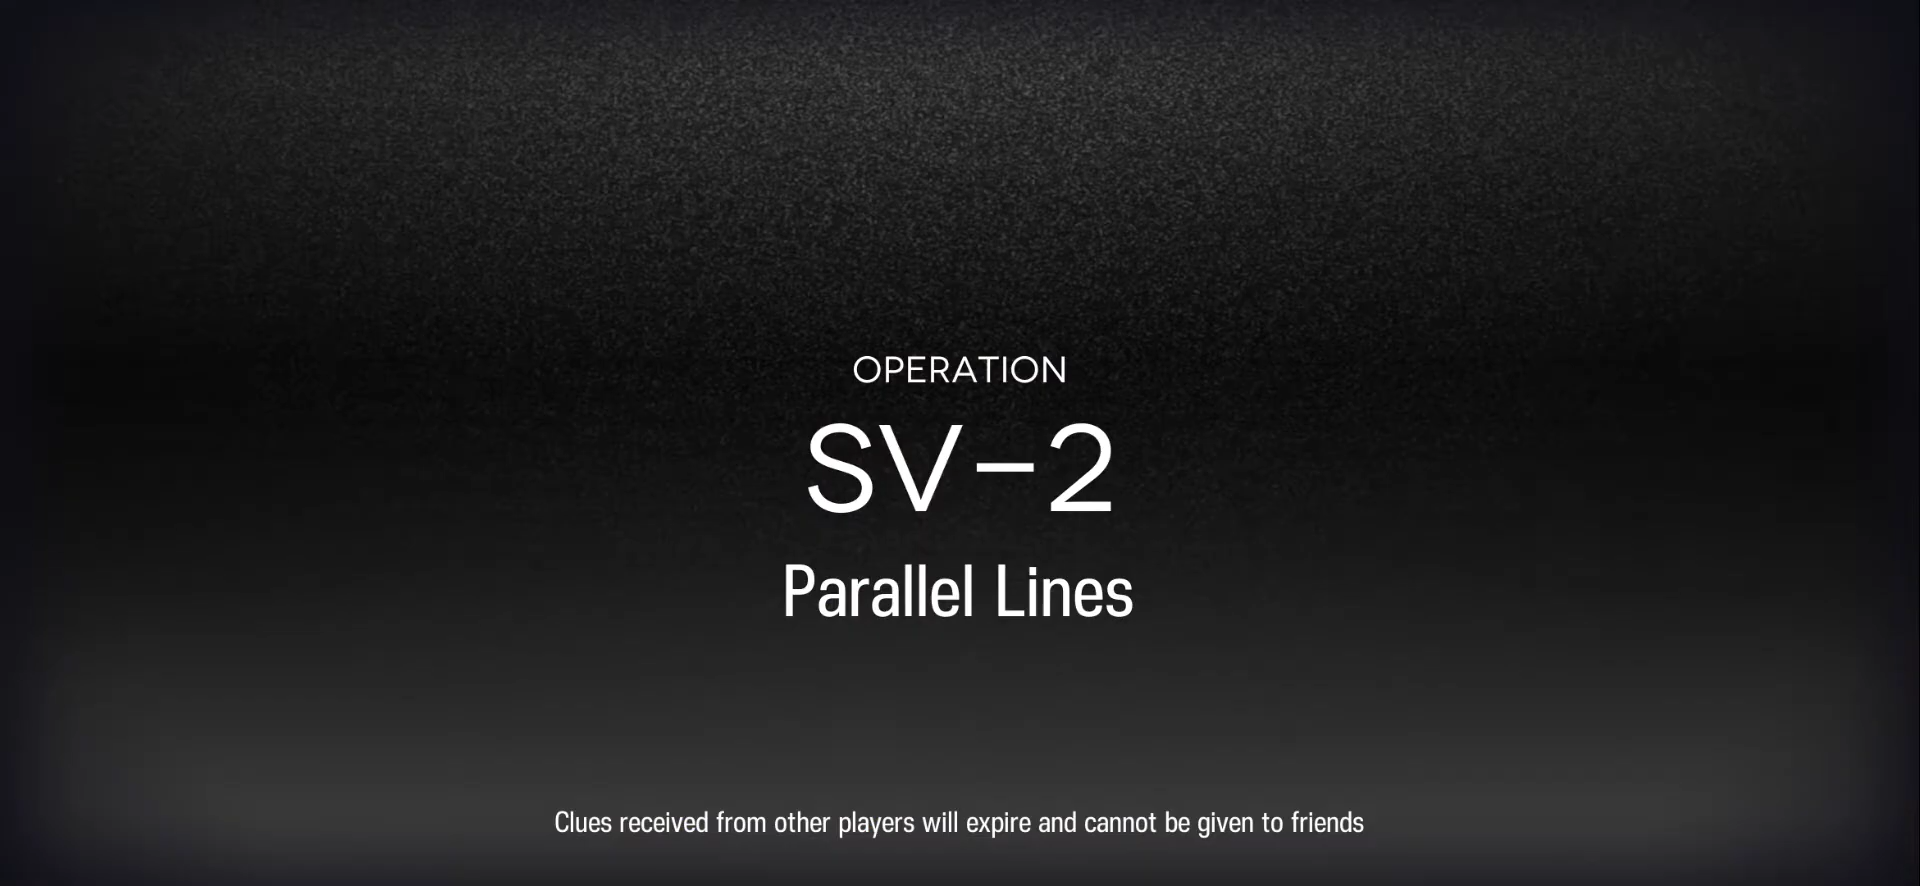 OPERATION
SV-2
Parallel Lines
Clues received from other players will expire and cannot be given to friends